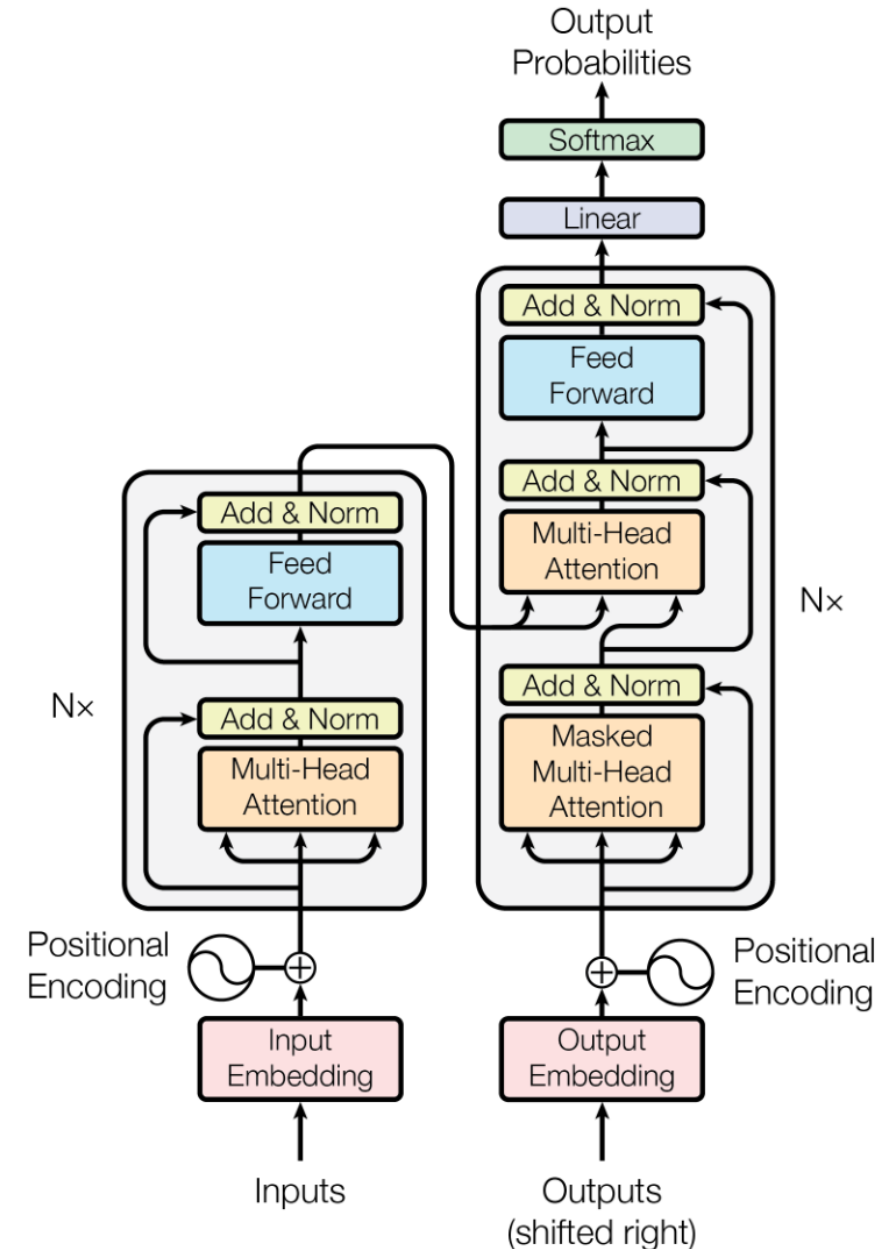 Output
Probabilities
Softmax
Linear
Add & Norm
Feed
Forward
Add & Norm
Multi-Head
Attention
Add & Norm
Masked
Multi-Head
Attention
N×
Add & Norm
Feed
Forward
Add & Norm
Multi-Head
Attention
N×
Positional
Encoding
Positional
Encoding
Input
Embedding
Output
Embedding
Inputs
Outputs
(shifted right)